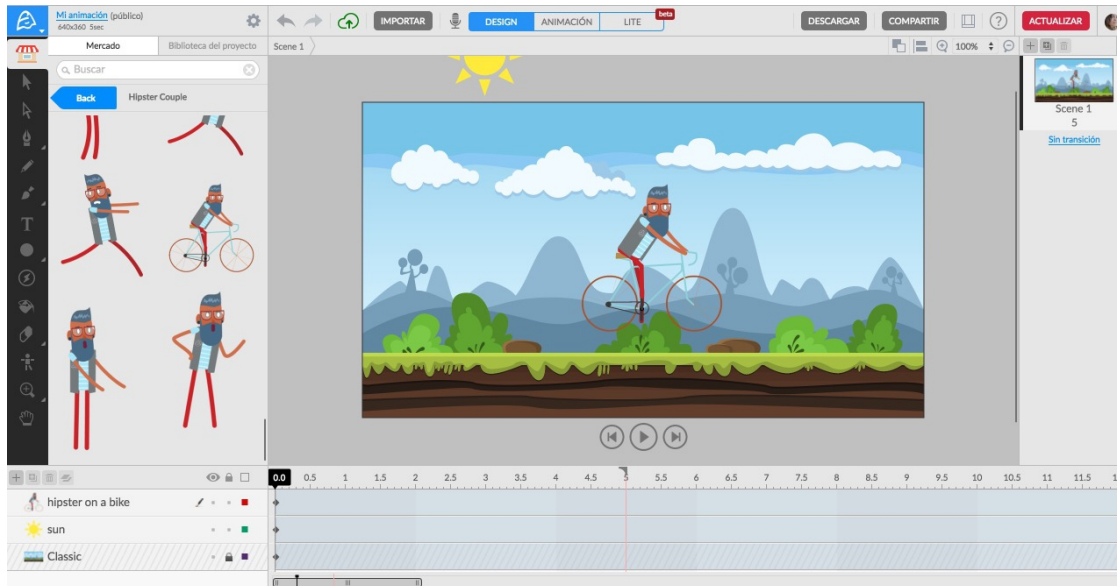 Mi animación (público)
640x360 5sec
IMPORTAR
DESIGN
ANIMACIÓN
LITE
beta
DESCARGAR
COMPARTIR
?
ACTUALIZAR
Mercado
Biblioteca del proyecto
Scene 1
100%
Buscar
Back
Hipster Couple
T
Scene 1
5
Sin transición
0.0 0.5 1 1.5 2 2.5 3 3.5 4 4.5 5 5.5 6 6.5 7 7.5 8 8.5 9 9.5 10 10.5 11 11.5 1
hipster on a bike
sun
Classic